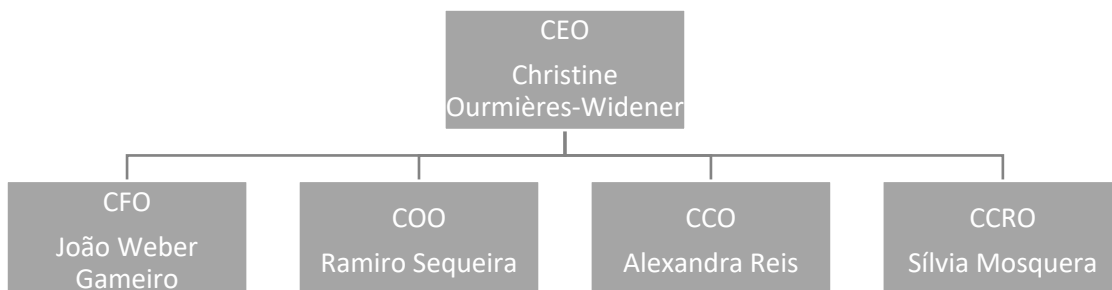 CEO
Christine
Ourmières-Widener
CFO
João Weber
Gameiro
COO
Ramiro Sequeira
CCO
Alexandra Reis
CCRO
Sílvia Mosquera